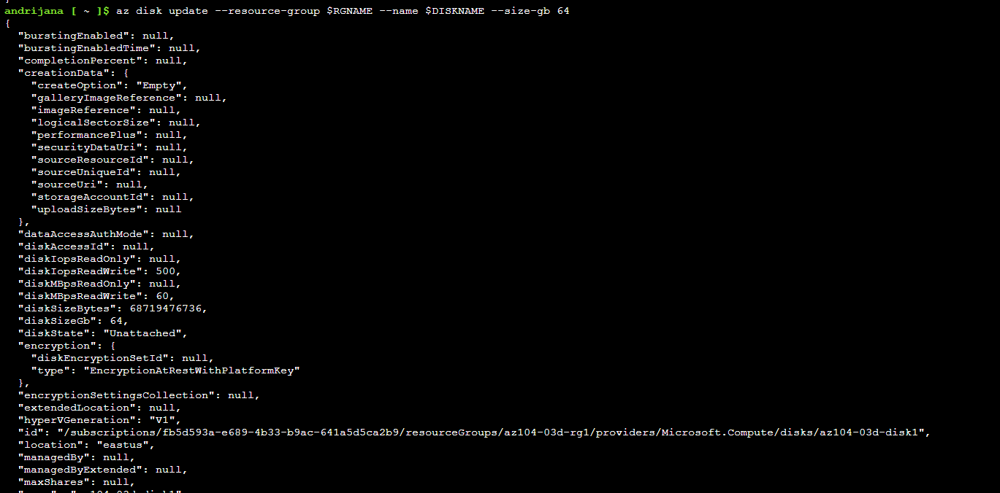 andrijana [ ~ ]$ az disk update --resource-group $RGNAME --name $DISKNAME --size-gb 64
{
  "burstingEnabled": null,
  "burstingEnabledTime": null,
  "completionPercent": null,
  "creationData": {
    "createOption": "Empty",
    "galleryImageReference": null,
    "imageReference": null,
    "logicalSectorSize": null,
    "performancePlus": null,
    "securityDataUri": null,
    "sourceResourceId": null,
    "sourceUniqueId": null,
    "sourceUri": null,
    "storageAccountId": null,
    "uploadSizeBytes": null
  },
  "dataAccessAuthMode": null,
  "diskAccessId": null,
  "diskIopsReadOnly": null,
  "diskIopsReadWrite": 500,
  "diskMBpsReadOnly": null,
  "diskMBpsReadWrite": 60,
  "diskSizeBytes": 68719476736,
  "diskSizeGb": 64,
  "diskState": "Unattached",
  "encryption": {
    "diskEncryptionSetId": null,
    "type": "EncryptionAtRestWithPlatformKey"
  },
  "encryptionSettingsCollection": null,
  "extendedLocation": null,
  "hyperVGeneration": "V1",
  "id": "/subscriptions/fb5d593a-e689-4b33-b9ac-641a5d5ca2b9/resourceGroups/az104-03d-rg1/providers/Microsoft.Compute/disks/az104-03d-disk1",
  "location": "eastus",
  "managedBy": null,
  "managedByExtended": null,
  "maxShares": null,